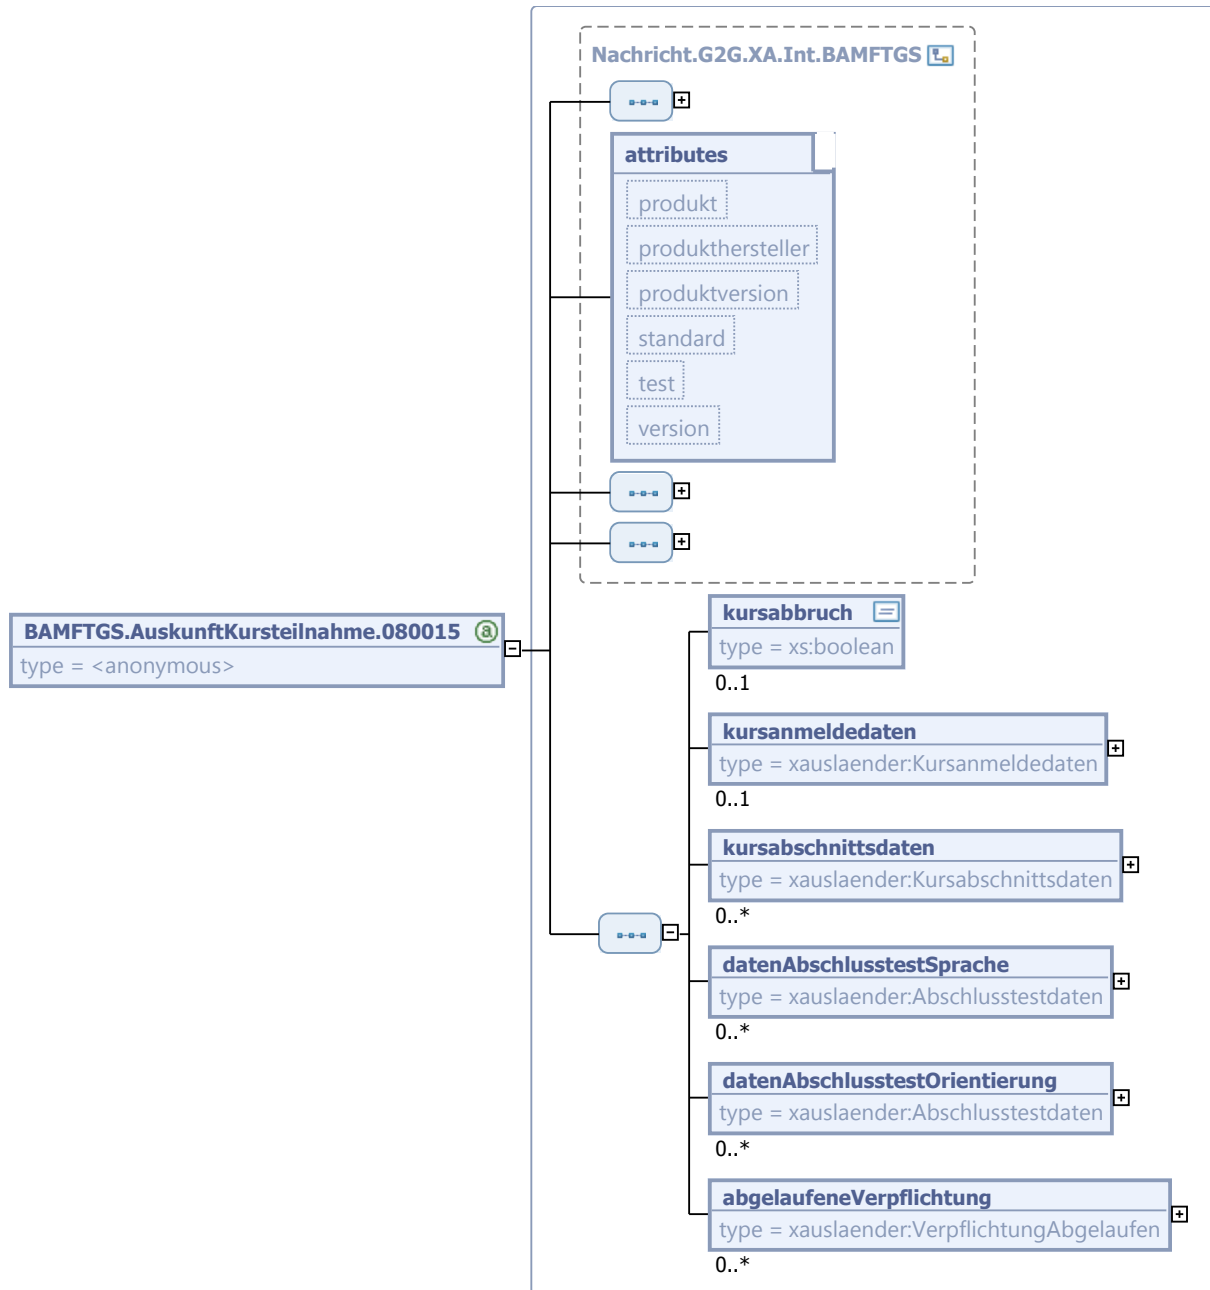 Nachricht.G2G.XA.Int.BAMFTGS
attributes
produkt
produkthersteller
produktversion
standard
test
version
BAMFTGS.AuskunftKursteilnahme.080015
type = <anonymous>
kursabbruch
type = xs:boolean
0..1
kursanmeldedaten
type = xauslaender:Kursanmeldedaten
0..1
kursabschnittsdaten
type = xauslaender:Kursabschnittsdaten
0..*
datenAbschlusstestSprache
type = xauslaender:Abschlusstestdaten
0..*
datenAbschlusstestOrientierung
type = xauslaender:Abschlusstestdaten
0..*
abgelaufeneVerpflichtung
type = xauslaender:VerpflichtungAbgelaufen
0..*